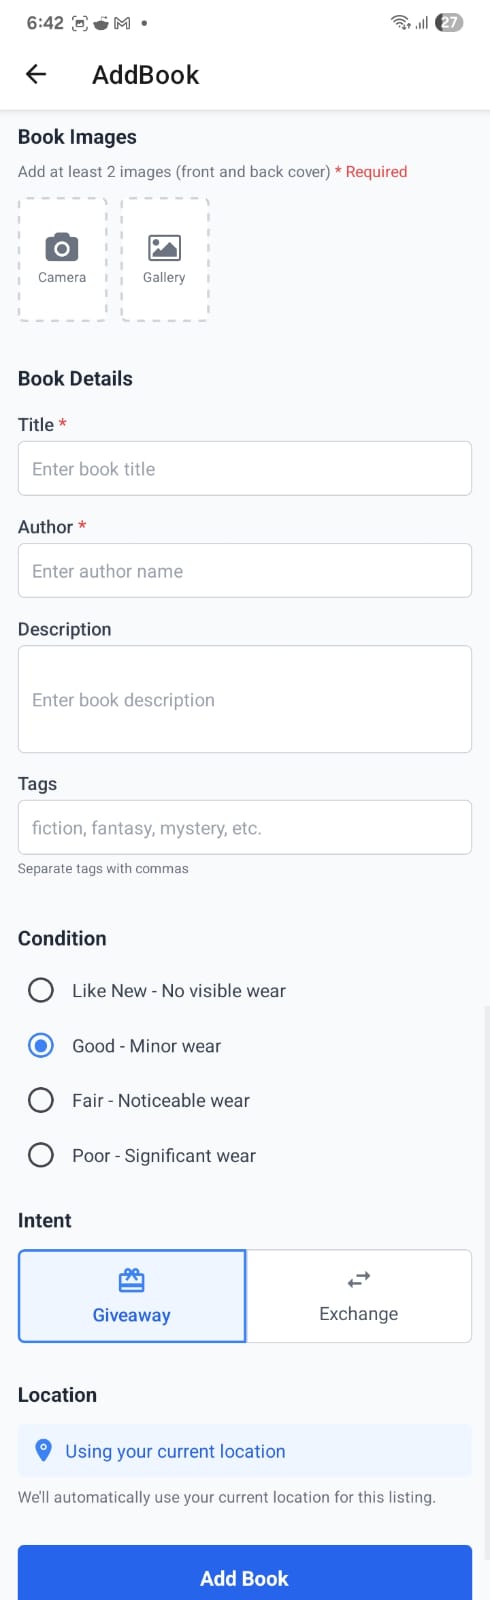 6:42
27
AddBook
Book Images
Add at least 2 images (front and back cover) * Required
Camera
Gallery
Book Details
Title *
Enter book title
Author *
Enter author name
Description
Enter book description
Tags
fiction, fantasy, mystery, etc.
Separate tags with commas
Condition
Like New - No visible wear
Good - Minor wear
Fair - Noticeable wear
Poor - Significant wear
Intent
Giveaway
Exchange
Location
Using your current location
We'll automatically use your current location for this listing.
Add Book